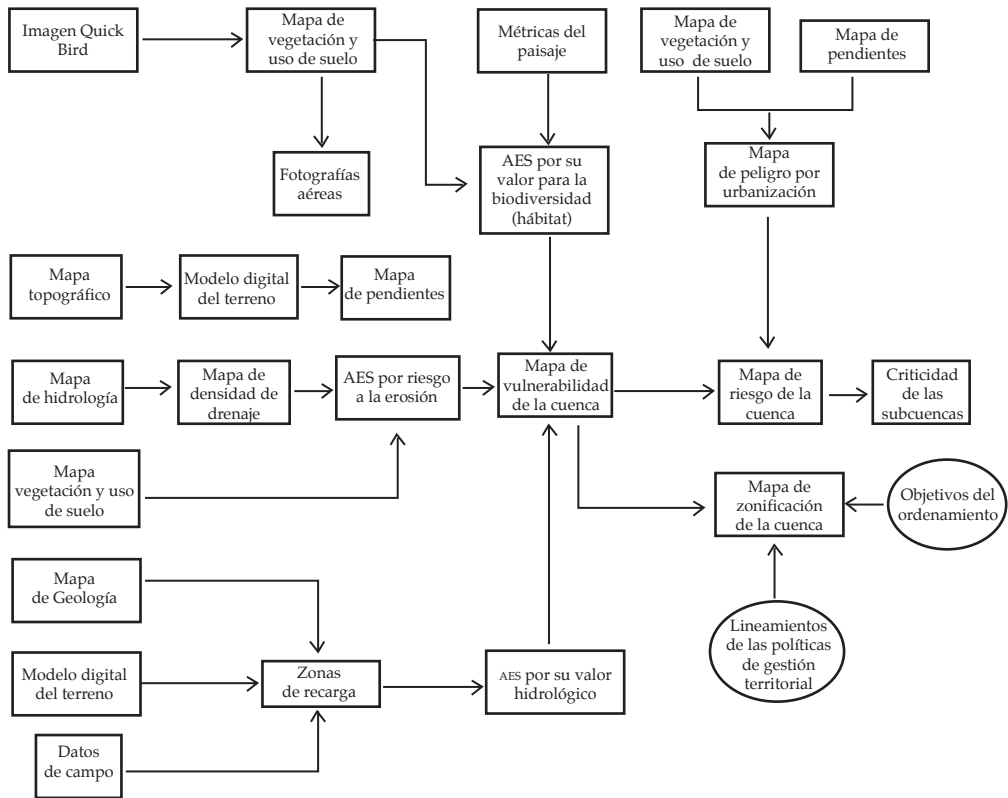 Imagen Quick
Bird
Mapa de
vegetación y
uso de suelo
Métricas del
paisaje
Mapa de
vegetación y
uso de suelo
Mapa de
pendientes
Fotografías
aéreas
AES por su
valor para la
biodiversidad
(hábitat)
Mapa
de peligro por
urbanización
Mapa
topográfico
Modelo digital
del terreno
Mapa
de pendientes
Mapa
de hidrología
Mapa de
densidad de
drenaje
AES por riesgo
a la erosión
Mapa de
vulnerabilidad
de la cuenca
Mapa de
riesgo de la
cuenca
Criticidad
de las
subcuencas
Mapa
vegetación y uso
de suelo
Mapa de
zonificación
de la cuenca
Objetivos del
ordenamiento
Mapa
de Geología
Lineamientos
de las políticas
de gestión
territorial
Modelo digital
del terreno
Zonas
de recarga
AES por su valor
hidrológico
Datos
de campo